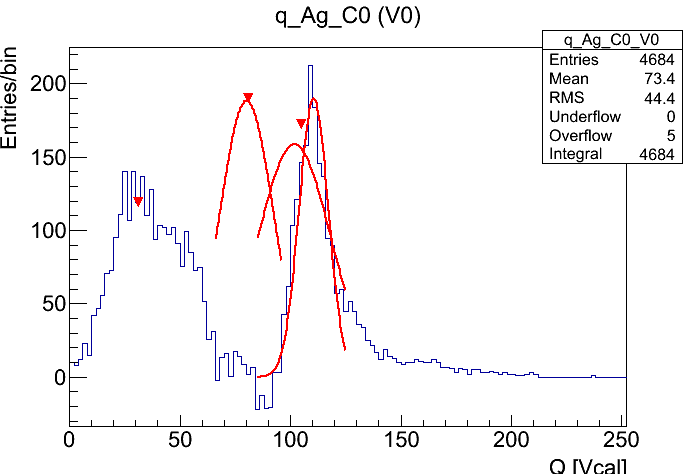 q_Ag_C0 (V0)
q_Ag_C0_V0
Entries 4684
Mean 73.4
RMS 44.4
Underflow 0
Overflow 5
Integral 4684
Entries/bin
200
150
100
50
0
0 50 100 150 200 250
Q [Vcal]